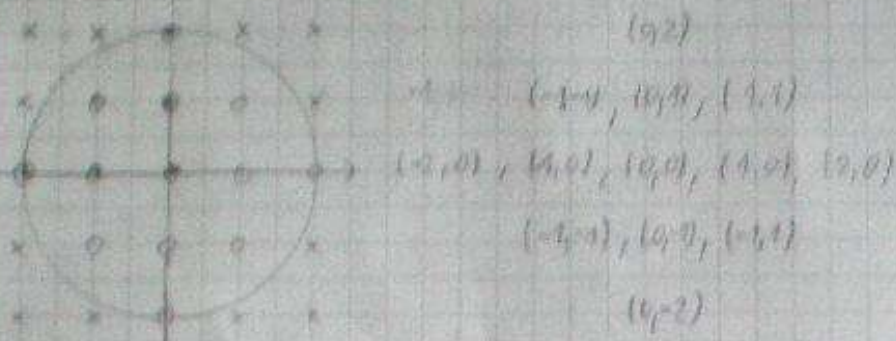 (0,2)
(-1,1), (0,1), (1,1)
(-2,0), (1,0), (0,0), (1,0), (2,0)
(-1,-1), (0,-1), (-1,1)
(0,-2)